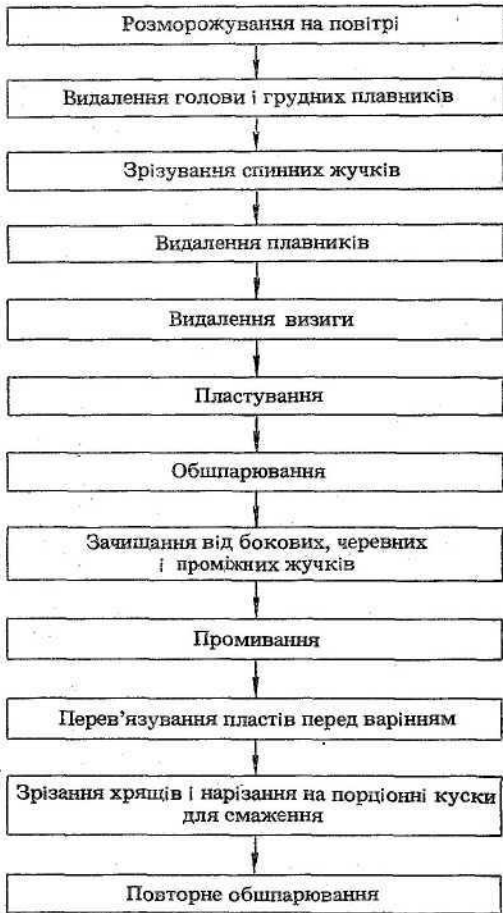 Розморожування на повітрі
Видалення голови і грудних плавників
Зрізування спинних жучків
Видалення плавників
Видалення визиги
Пластування
Обшпарювання
Зачищання від бокових, черевних
і проміжних жучків
Промивання
Перев'язування пластів перед варінням
Зрізання хрящів і нарізання на порціонні куски
для смаження
Повторне обшпарювання